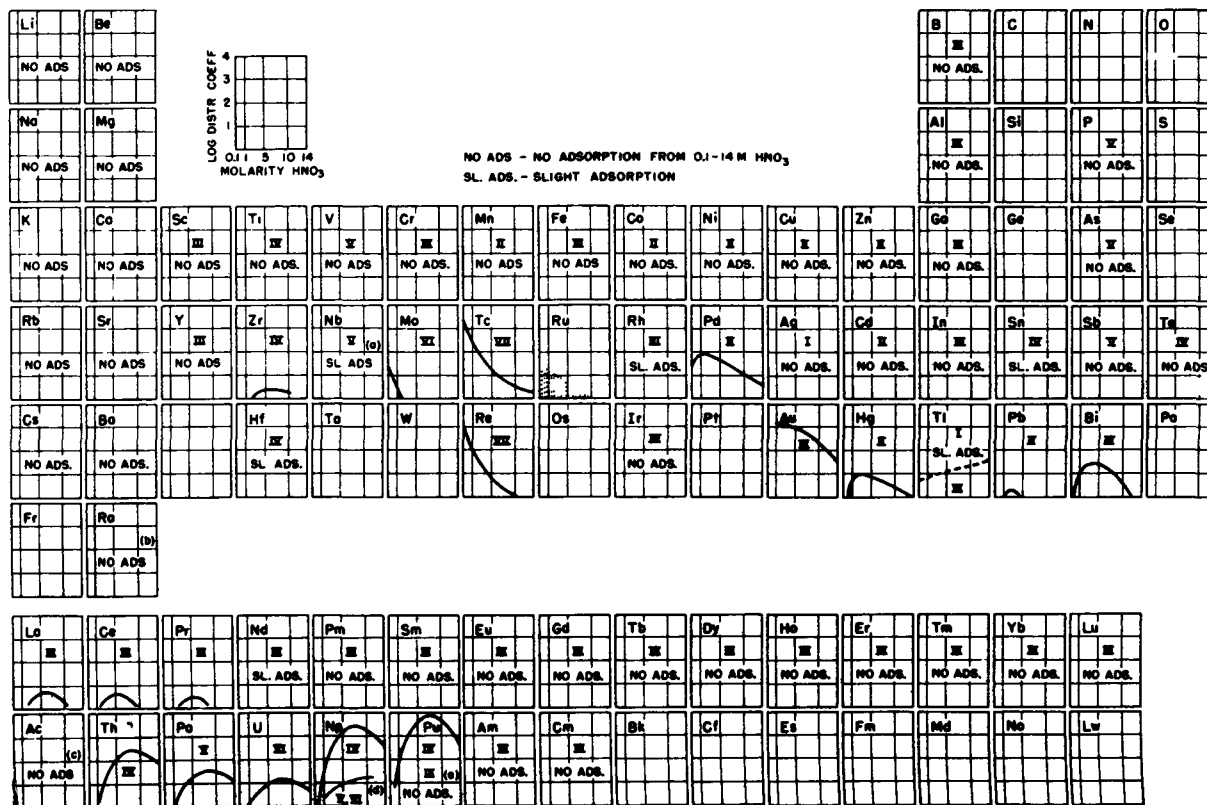 Li Be B C N O
III
NO ADS NO ADS NO ADS.
LOG DISTR COEFF
4
3
2
1
0.1 1 5 10 14
MOLARITY HNO3
Na Mg Al Si P S
III V
NO ADS NO ADS NO ADS. NO ADS.
NO ADS - NO ADSORPTION FROM 0.1-14 M HNO3
SL. ADS. - SLIGHT ADSORPTION
K Ca Sc Ti V Cr Mn Fe Co Ni Cu Zn Ga Ge As Se
III IV V III II III II II II II III V
NO ADS NO ADS. NO ADS NO ADS. NO ADS NO ADS. NO ADS NO ADS NO ADS. NO ADS. NO ADS. NO ADS. NO ADS. NO ADS.
Rb Sr Y Zr Nb Mo Tc Ru Rh Pd Ag Cd In Sn Sb Te
III IV V (a) VI VII III II I II III IV V IV
NO ADS NO ADS NO ADS SL ADS SL. ADS. NO ADS. NO ADS. NO ADS. SL. ADS. NO ADS. NO ADS
Cs Ba Hf Ta W Re Os Ir Pt Au Hg Tl Pb Bi Po
IV VII III III II I II III
NO ADS. NO ADS. SL ADS. NO ADS. SL. ADS.
III
Fr Ra
(b)
NO ADS
La Ce Pr Nd Pm Sm Eu Gd Tb Dy Ho Er Tm Yb Lu
III III III III III III III III III III III III III III III
SL. ADS. NO ADS. NO ADS. NO ADS. NO ADS. NO ADS. NO ADS. NO ADS. NO ADS. NO ADS. NO ADS. NO ADS.
Ac Th Pa U Np Pu Am Cm Bk Cf Es Fm Md No Lw
V VI IV IV III III
(c) IV III (e)
NO ADS NO ADS. NO ADS. NO ADS.
V, VI (d)